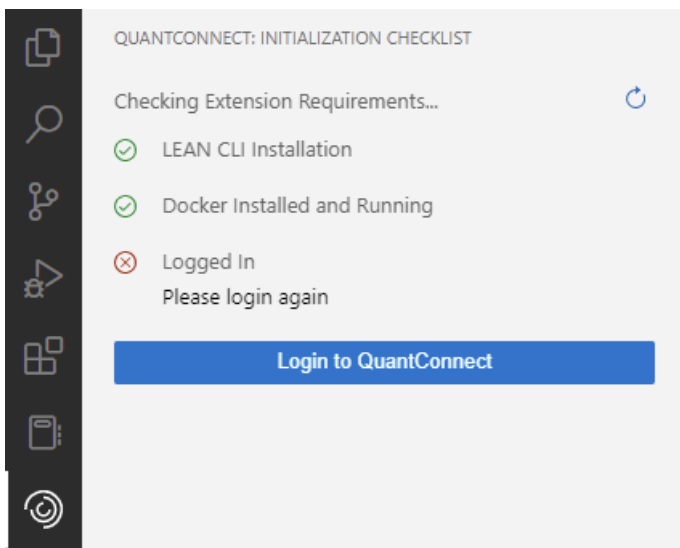 QUANTCONNECT: INITIALIZATION CHECKLIST
Checking Extension Requirements...
LEAN CLI Installation
Docker Installed and Running
Logged In
Please login again
Login to QuantConnect